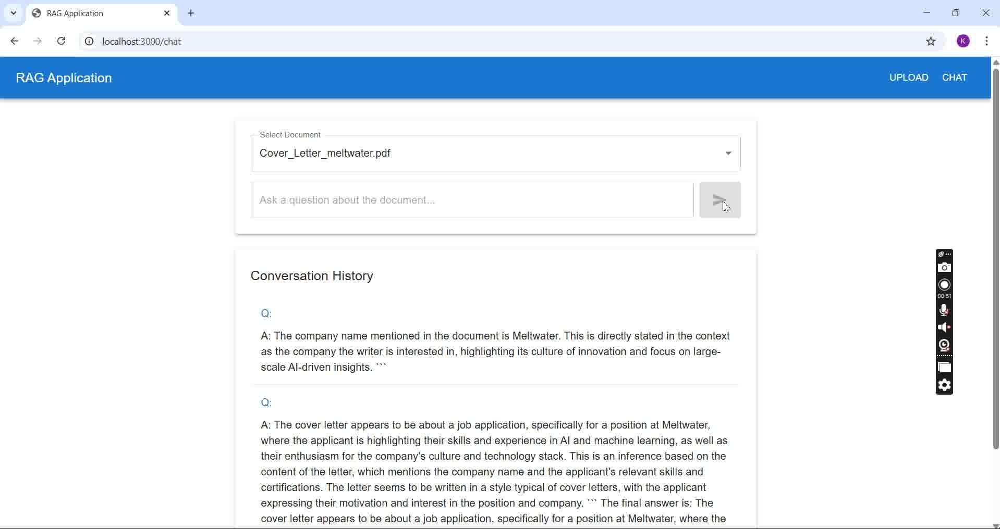 RAG Application
localhost:3000/chat
K
RAG Application
UPLOAD CHAT
Select Document
Cover_Letter_meltwater.pdf
Ask a question about the document...
Conversation History
Q:
A: The company name mentioned in the document is Meltwater. This is directly stated in the context
as the company the writer is interested in, highlighting its culture of innovation and focus on large-
scale AI-driven insights. ```
00:51
Q:
A: The cover letter appears to be about a job application, specifically for a position at Meltwater,
where the applicant is highlighting their skills and experience in AI and machine learning, as well as
their enthusiasm for the company's culture and technology stack. This is an inference based on the
content of the letter, which mentions the company name and the applicant's relevant skills and
certifications. The letter seems to be written in a style typical of cover letters, with the applicant
expressing their motivation and interest in the position and company. ``` The final answer is: The
cover letter appears to be about a job application, specifically for a position at Meltwater, where the